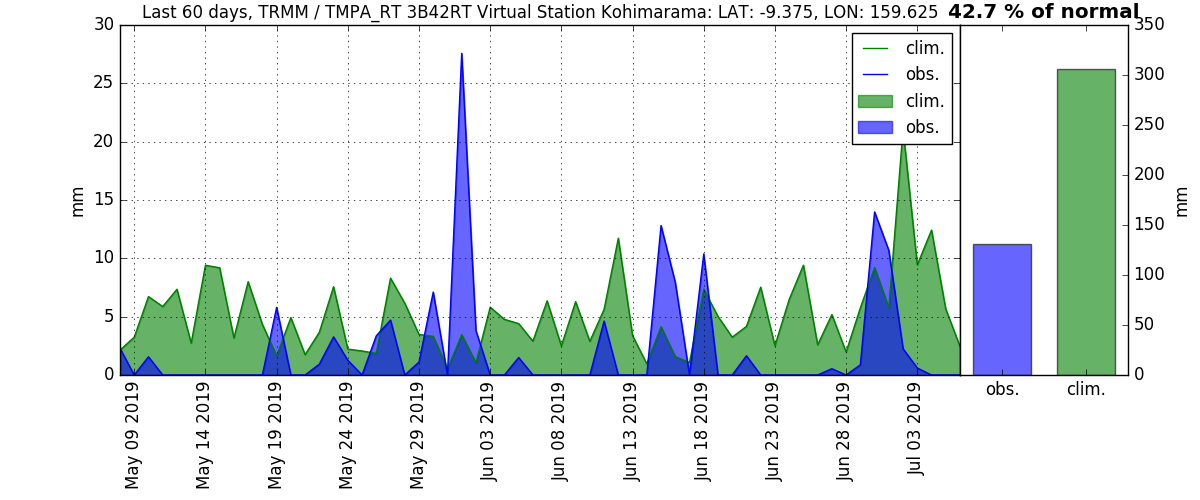 Last 60 days, TRMM / TMPA_RT 3B42RT Virtual Station Kohimarama: LAT: -9.375, LON: 159.625
42.7 % of normal
30
25
20
15
10
5
0
mm
clim.
obs.
clim.
obs.
May 09 2019
May 14 2019
May 19 2019
May 24 2019
May 29 2019
Jun 03 2019
Jun 08 2019
Jun 13 2019
Jun 18 2019
Jun 23 2019
Jun 28 2019
Jul 03 2019
350
300
250
200
150
100
50
0
mm
obs.
clim.